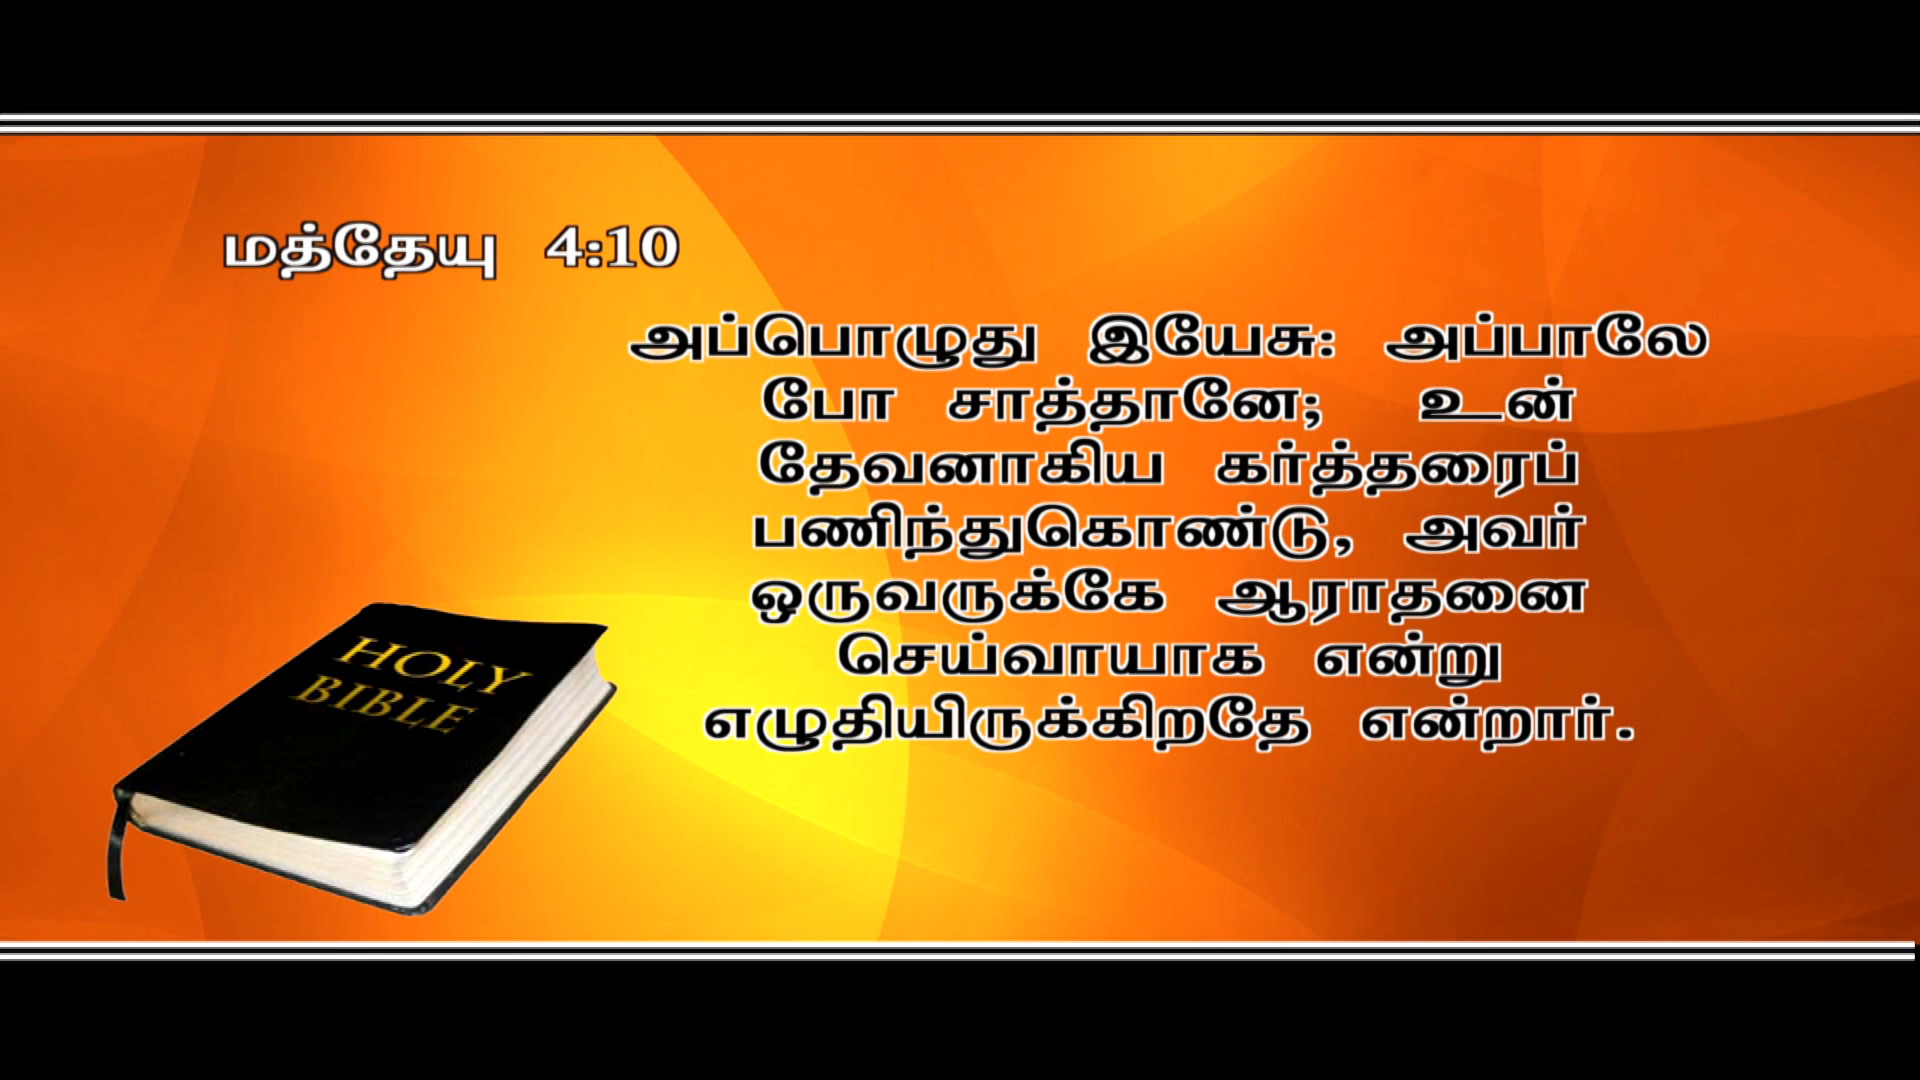 மத்தேயு 4:10
அப்பொழுது இயேசு: அப்பாலே
போ சாத்தானே; உன்
தேவனாகிய கர்த்தரைப்
பணிந்துகொண்டு, அவர்
ஒருவருக்கே ஆராதனை
செய்வாயாக என்று
எழுதியிருக்கிறதே என்றார்.
HOLY
BIBLE